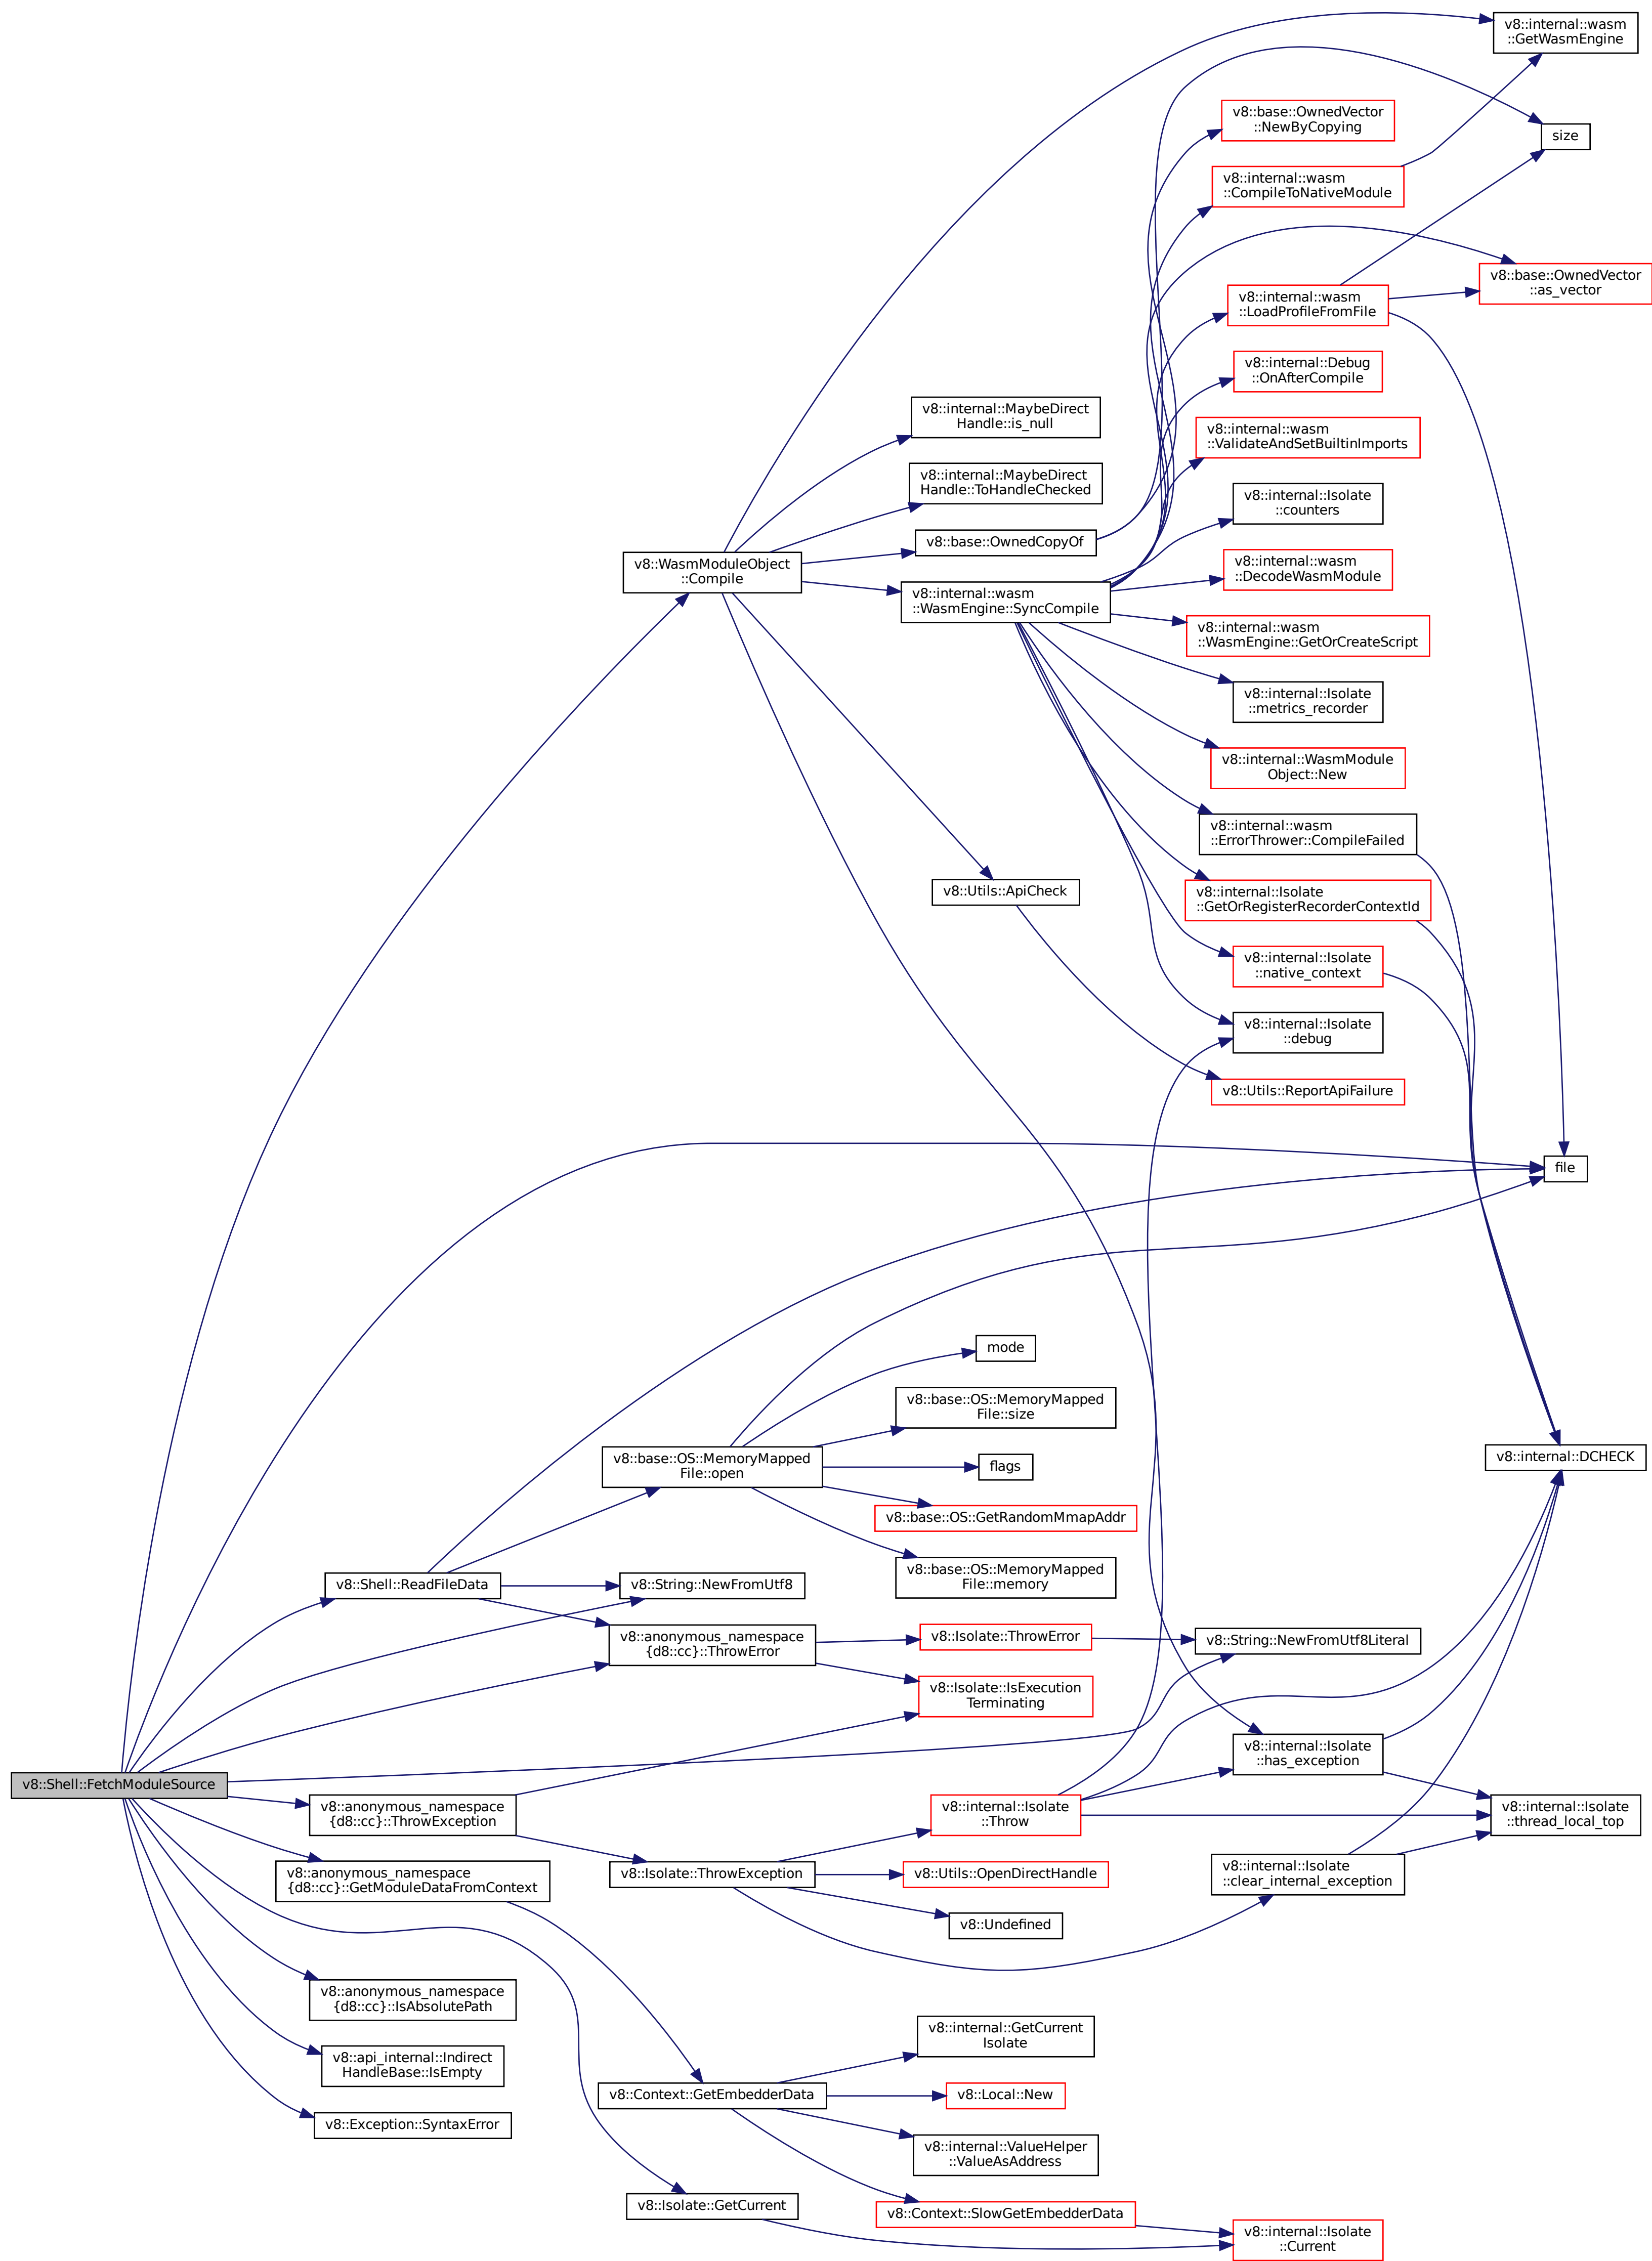 v8::internal::wasm
::GetWasmEngine
v8::base::OwnedVector
::NewByCopying
size
v8::internal::wasm
::CompileToNativeModule
v8::base::OwnedVector
::as_vector
v8::internal::wasm
::LoadProfileFromFile
v8::internal::Debug
::OnAfterCompile
v8::internal::MaybeDirect
Handle::is_null
v8::internal::wasm
::ValidateAndSetBuiltinImports
v8::internal::MaybeDirect
Handle::ToHandleChecked
v8::internal::Isolate
::counters
v8::base::OwnedCopyOf
v8::WasmModuleObject
::Compile
v8::internal::wasm
::DecodeWasmModule
v8::internal::wasm
::WasmEngine::SyncCompile
v8::internal::wasm
::WasmEngine::GetOrCreateScript
v8::internal::Isolate
::metrics_recorder
v8::internal::WasmModule
Object::New
v8::internal::wasm
::ErrorThrower::CompileFailed
v8::Utils::ApiCheck
v8::internal::Isolate
::GetOrRegisterRecorderContextId
v8::internal::Isolate
::native_context
v8::internal::Isolate
::debug
v8::Utils::ReportApiFailure
file
mode
v8::base::OS::MemoryMapped
File::size
v8::base::OS::MemoryMapped
File::open
flags
v8::internal::DCHECK
v8::base::OS::GetRandomMmapAddr
v8::base::OS::MemoryMapped
File::memory
v8::Shell::ReadFileData
v8::String::NewFromUtf8
v8::anonymous_namespace
{d8::cc}::ThrowError
v8::Isolate::ThrowError
v8::String::NewFromUtf8Literal
v8::Isolate::IsExecution
Terminating
v8::internal::Isolate
::has_exception
v8::Shell::FetchModuleSource
v8::anonymous_namespace
{d8::cc}::ThrowException
v8::internal::Isolate
::Throw
v8::internal::Isolate
::thread_local_top
v8::anonymous_namespace
{d8::cc}::GetModuleDataFromContext
v8::Isolate::ThrowException
v8::Utils::OpenDirectHandle
v8::internal::Isolate
::clear_internal_exception
v8::Undefined
v8::anonymous_namespace
{d8::cc}::IsAbsolutePath
v8::internal::GetCurrent
Isolate
v8::api_internal::Indirect
HandleBase::IsEmpty
v8::Context::GetEmbedderData
v8::Local::New
v8::Exception::SyntaxError
v8::internal::ValueHelper
::ValueAsAddress
v8::Isolate::GetCurrent
v8::Context::SlowGetEmbedderData
v8::internal::Isolate
::Current